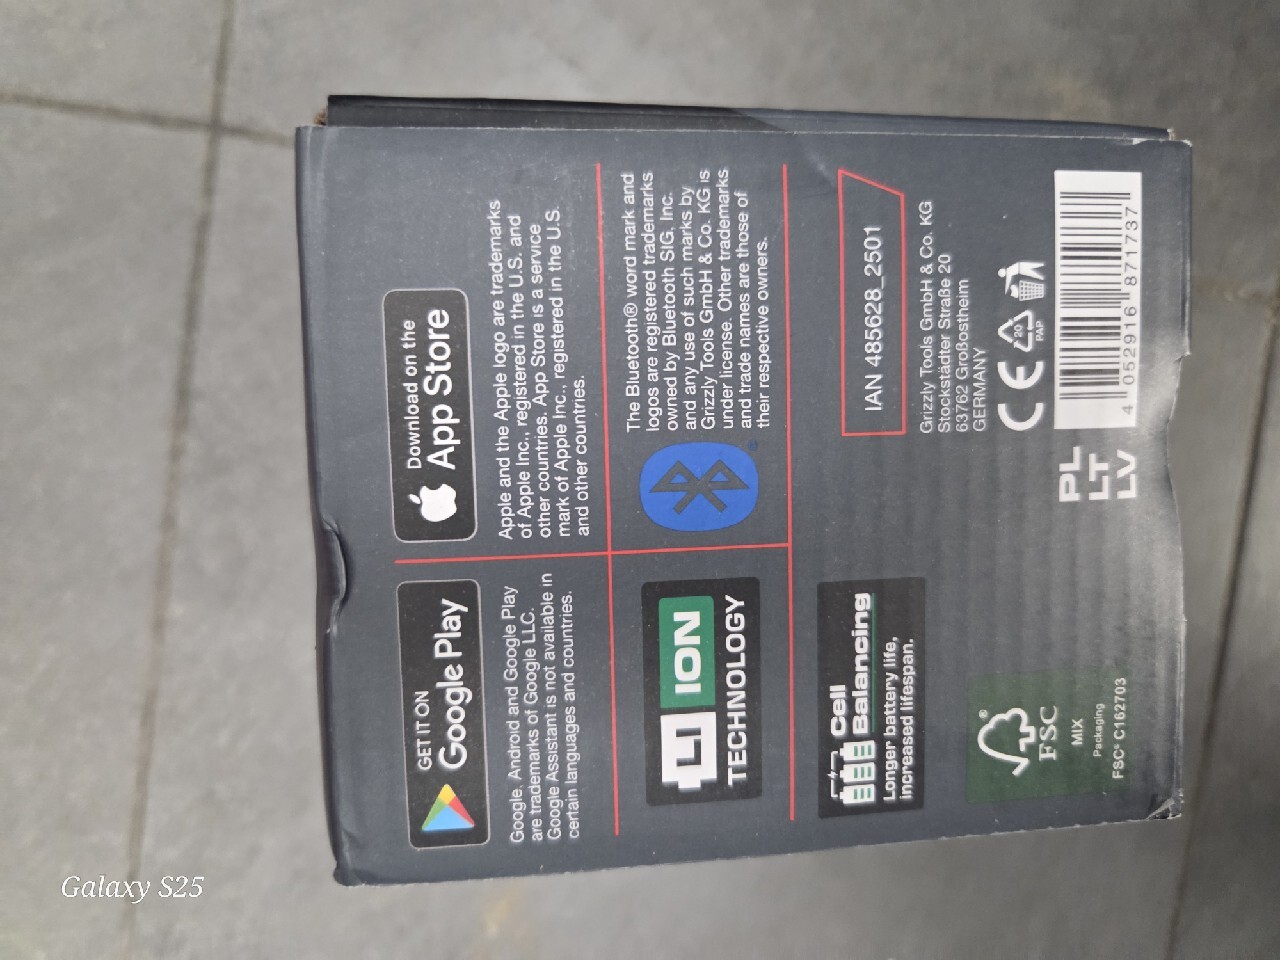 GET IT ON
Google Play
Google, Android and Google Play
are trademarks of Google LLC.
Google Assistant is not available in
certain languages and countries.
Download on the
App Store
Apple and the Apple logo are trademarks
of Apple Inc., registered in the U.S. and
other countries. App Store is a service
mark of Apple Inc., registered in the U.S.
and other countries.
LI ION
TECHNOLOGY
The Bluetooth® word mark and
logos are registered trademarks
owned by Bluetooth SIG, Inc.
and any use of such marks by
Grizzly Tools GmbH & Co. KG is
under license. Other trademarks
and trade names are those of
their respective owners.
Cell
Balancing
Longer battery life,
increased lifespan.
IAN 485628_2501
Grizzly Tools GmbH & Co. KG
Stockstädter Straße 20
63762 Großostheim
GERMANY
CE
20
PAP
FSC
MIX
Packaging
FSC® C162703
PL
LT
LV
4 052916 871737
Galaxy S25